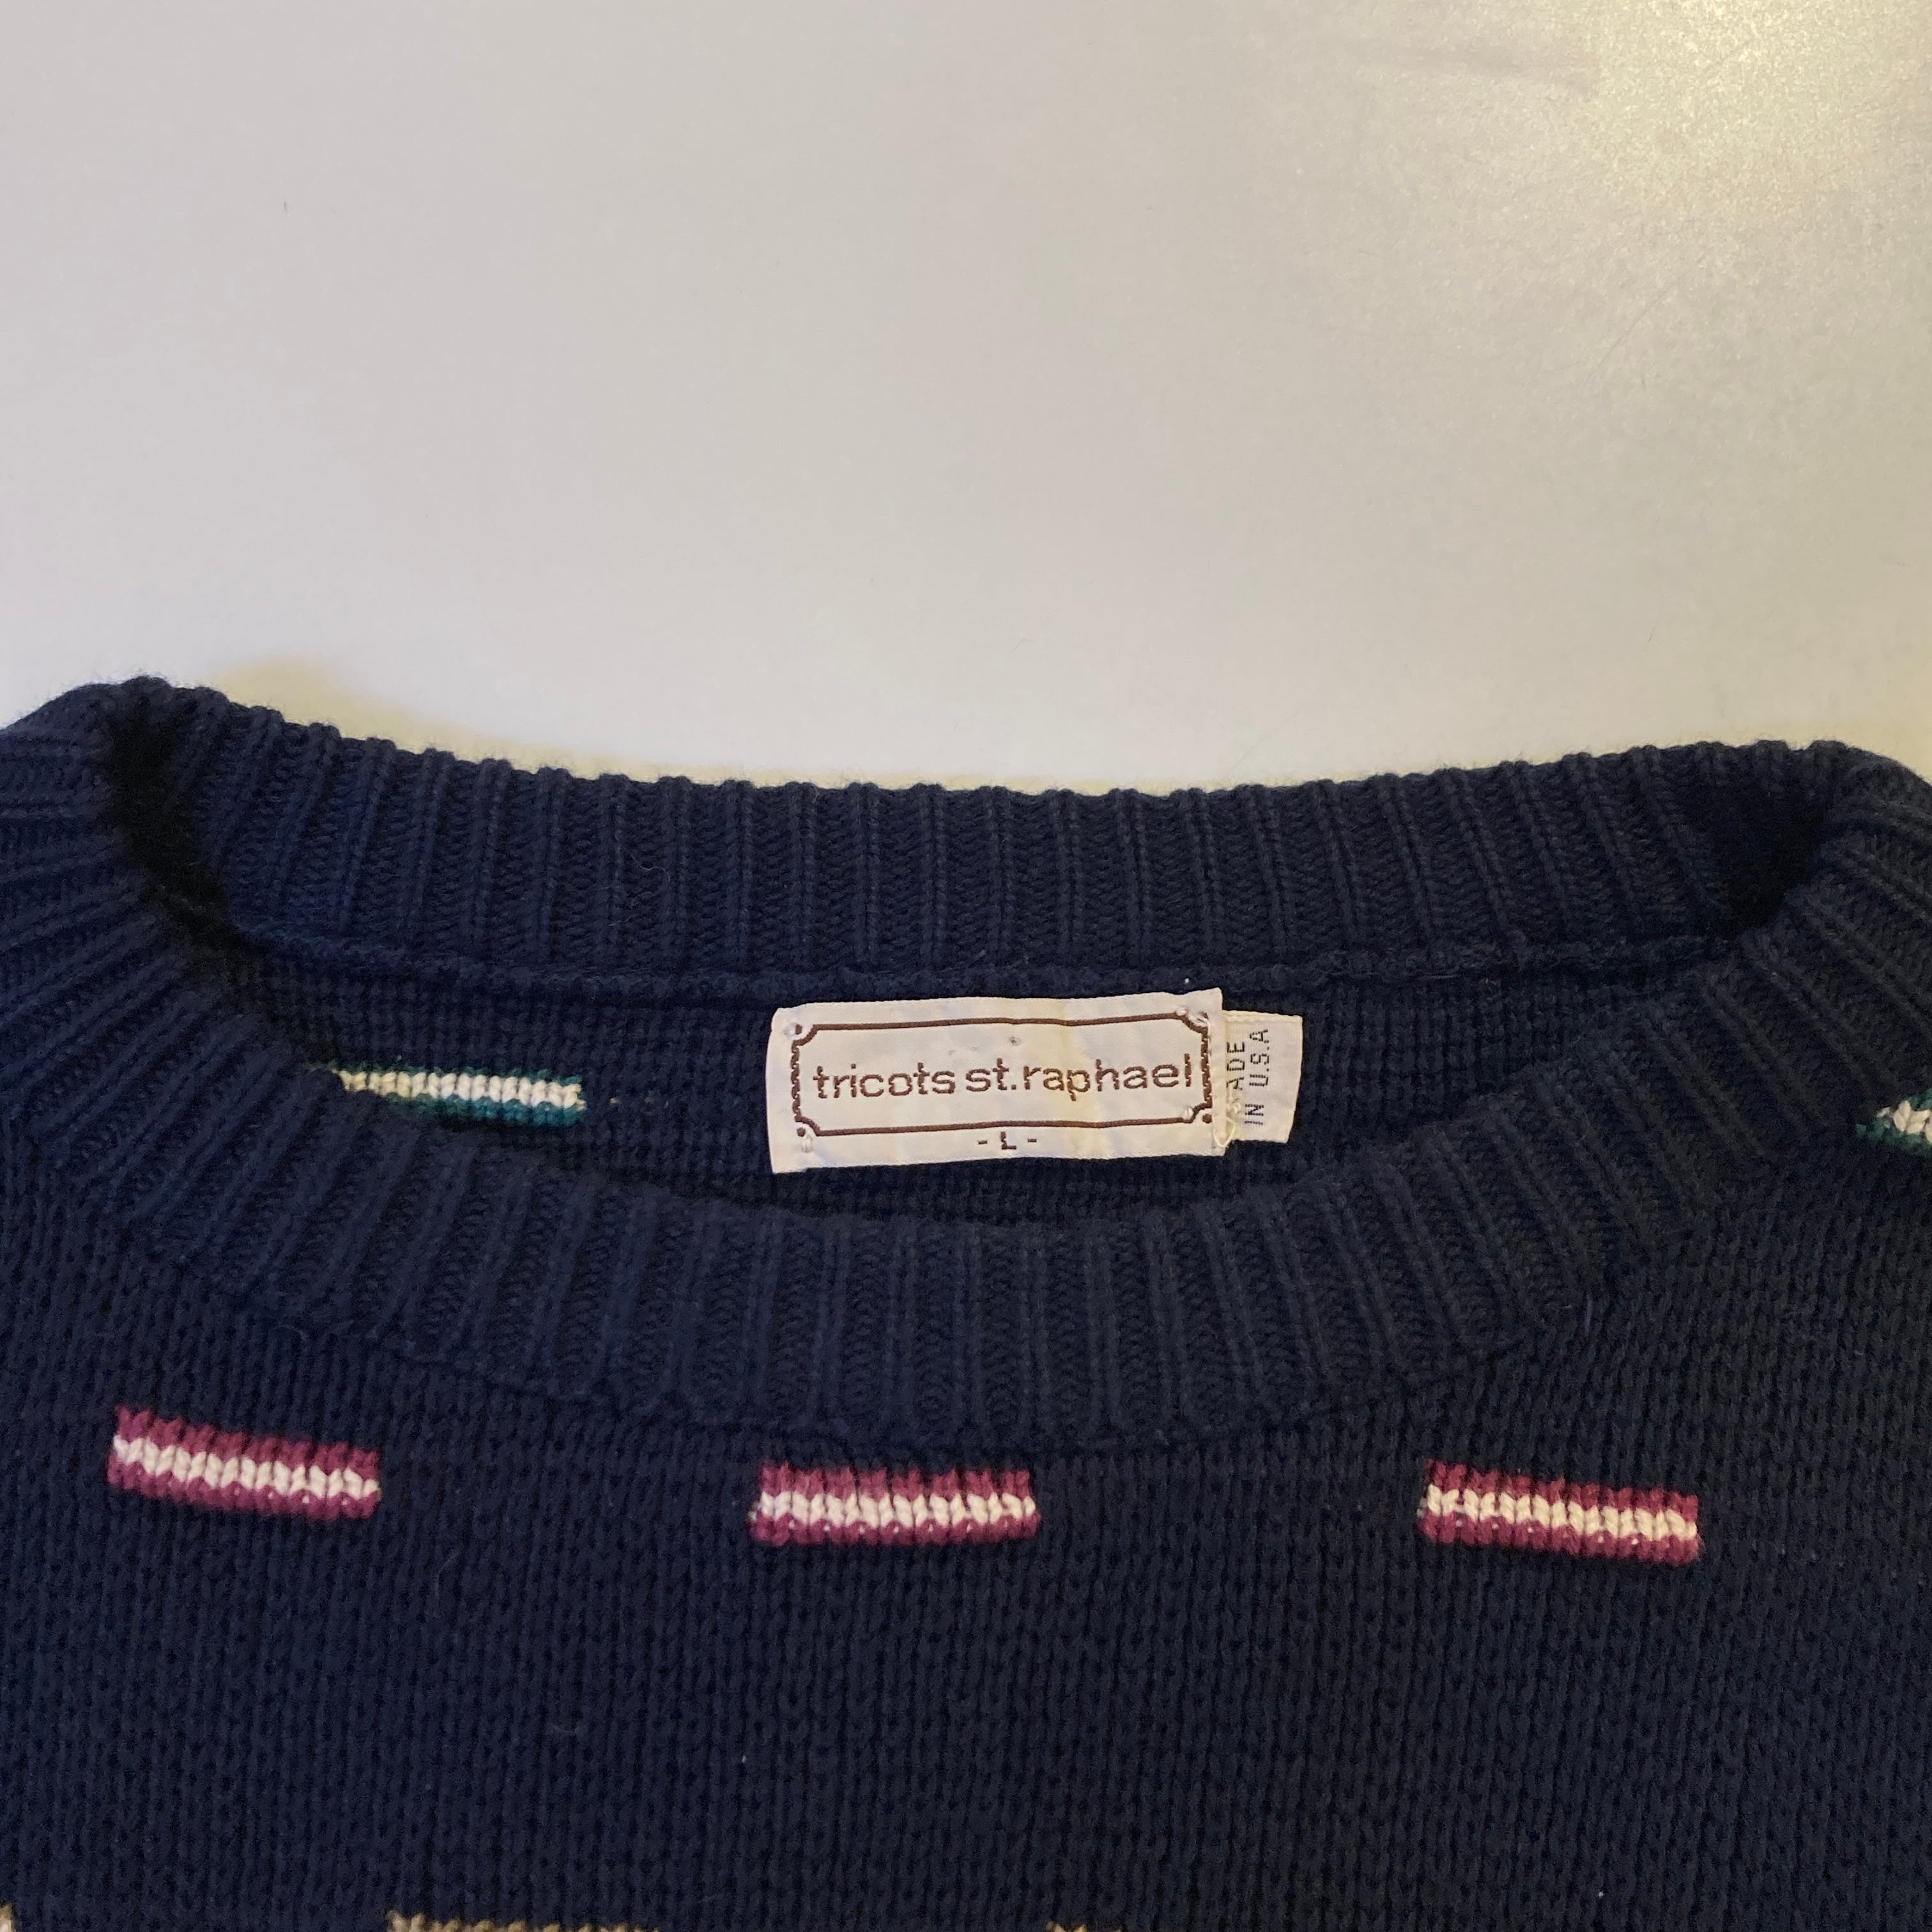 tricots st.raphael
- L -
MADE
IN U.S.A